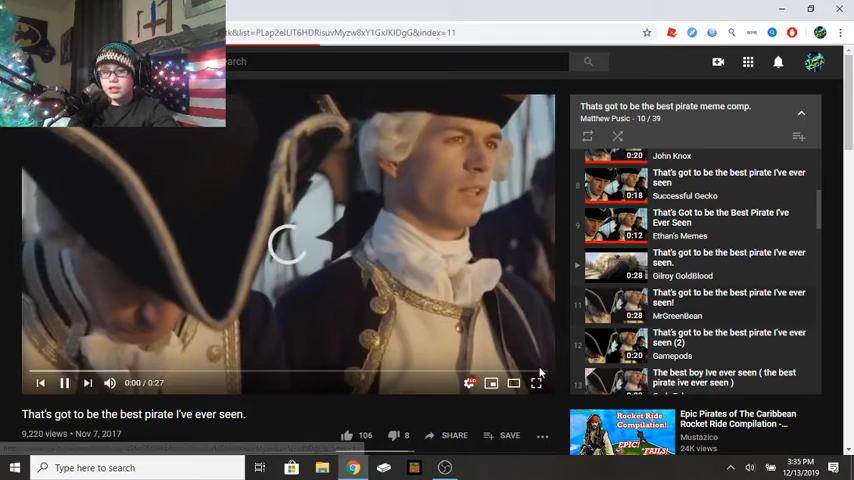 tk&list=PLap2elLIT6HDRisuvMyzw8xY1GxJKlDgG&index=11
earch
Thats got to be the best pirate meme comp.
Matthew Pusic - 10 / 39
0:20
John Knox
8
0:18
That's got to be the best pirate I've ever
seen
Successful Gecko
9
0:12
That's Got to be the Best Pirate I've
Ever Seen
Ethan's Memes
0:28
That's got to be the best pirate I've ever
seen.
Gilroy GoldBlood
11
0:28
That's got to be the best pirate I've ever
seen!
MrGreenBean
12
0:20
That's got to be the best pirate I've ever
seen (2)
Gamepods
13
The best boy Ive ever seen ( the best
pirate ive ever seen )
0:00 / 0:27
HD
That's got to be the best pirate I've ever seen.
9,220 views • Nov 7, 2017
106
8
SHARE
SAVE
Rocket Ride
Compilation!
EPIC!
FAILS!
Epic Pirates of The Caribbean
Rocket Ride Compilation -...
Mustazico
24K views
Type here to search
3:35 PM
12/13/2019